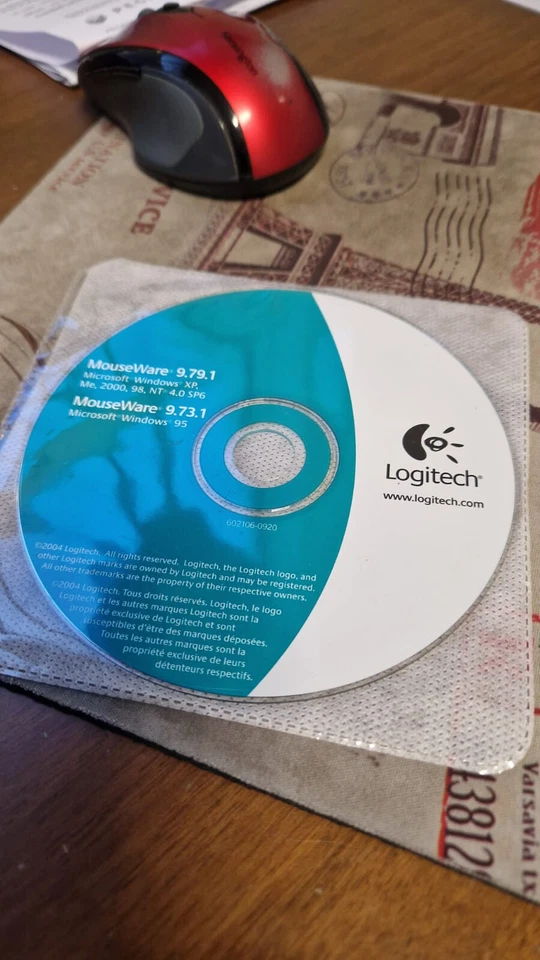 NATION
VICE
MouseWare® 9.79.1
Microsoft® Windows® XP,
Me, 2000, 98, NT® 4.0 SP6
MouseWare® 9.73.1
Microsoft® Windows® 95
Logitech®
www.logitech.com
602106-0920
©2004 Logitech. All rights reserved. Logitech, the Logitech logo, and
other Logitech marks are owned by Logitech and may be registered.
All other trademarks are the property of their respective owners.
©2004 Logitech. Tous droits réservés. Logitech, le logo
Logitech et les autres marques Logitech sont la
propriété exclusive de Logitech et sont
susceptibles d'être des marques déposées.
Toutes les autres marques sont la
propriété exclusive de leurs
détenteurs respectifs.
43812
Varsavia Lx